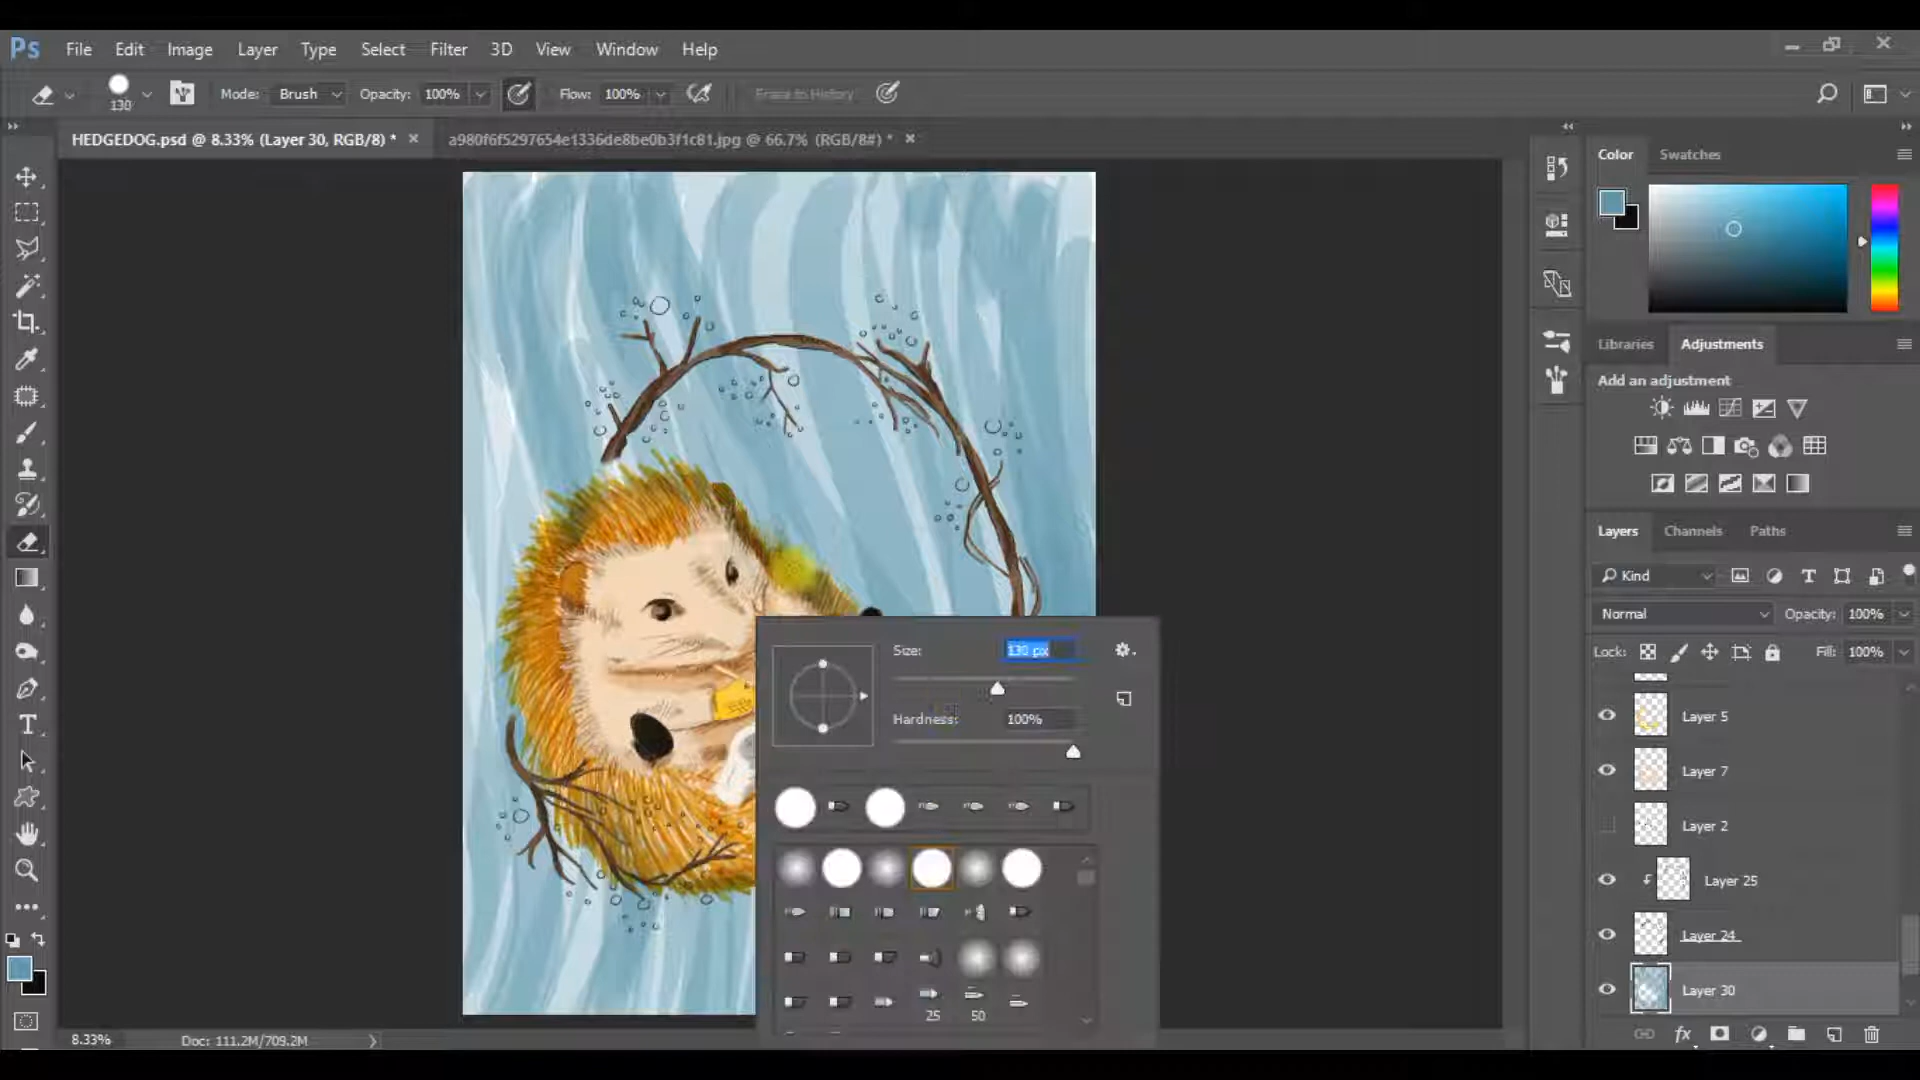 Ps File Edit Image Layer Type Select Filter 3D View Window Help
130 Mode: Brush Opacity: 100% Flow: 100% Erase to History
HEDGEDOG.psd @ 8.33% (Layer 30, RGB/8) * a980f6f5297654e1336de8be0b3f1c81.jpg @ 66.7% (RGB/8#) *
Color Swatches
Libraries Adjustments
Add an adjustment
Layers Channels Paths
Kind
Normal Opacity: 100%
Lock: Fill: 100%
Size: 130 px
Hardness: 100%
25 50
Layer 5
Layer 7
Layer 2
Layer 25
Layer 24
Layer 30
fx
8.33% Doc: 111.2M/709.2M